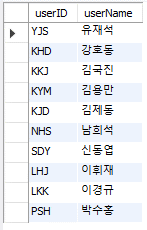 userID userName
YJS 유재석
KHD 강호동
KKJ 김국진
KYM 김용만
KJD 김제동
NHS 남희석
SDY 신동엽
LHJ 이휘재
LKK 이경규
PSH 박수홍